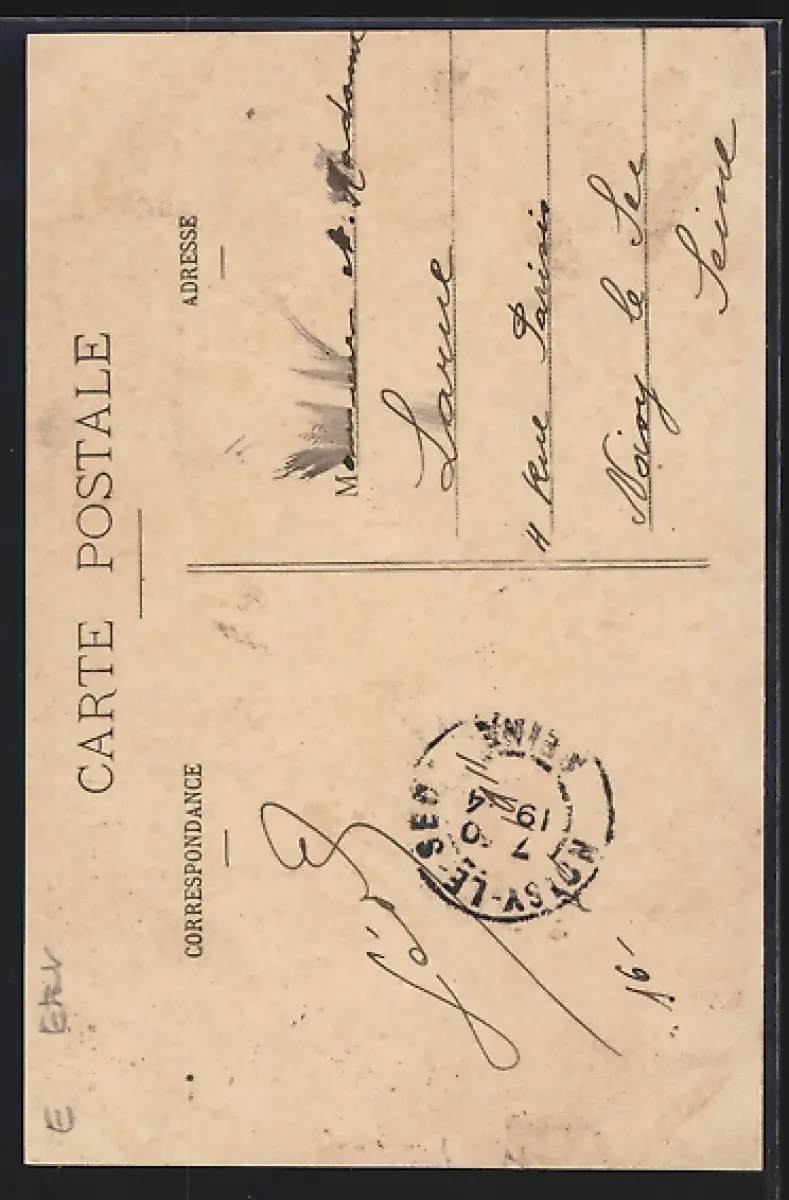 CARTE POSTALE
CORRESPONDANCE
ADRESSE
M et Madame
Larue
11 Rue Parisis
Noisy le Sec
Seine
NOISY-LE-SEC
SEINE
7
19
16
E